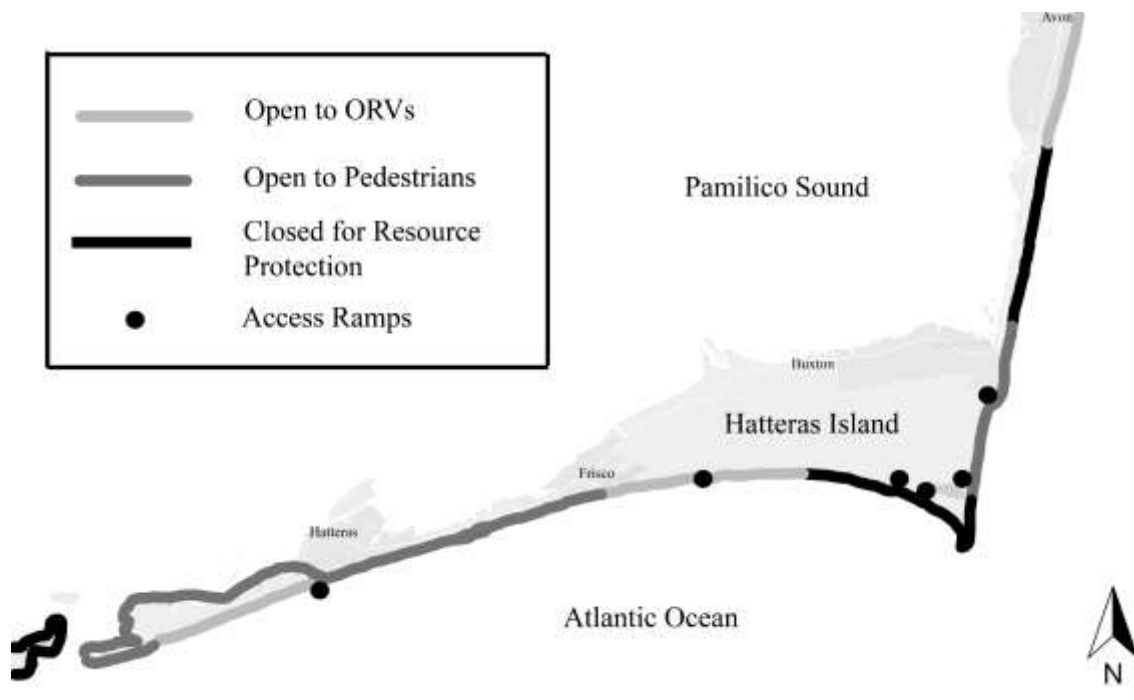 Avon
Open to ORVs
Open to Pedestrians
Closed for Resource
Protection
Access Ramps
Pamilico Sound
Buxton
Hatteras Island
Frisco
Hatteras
Atlantic Ocean
N